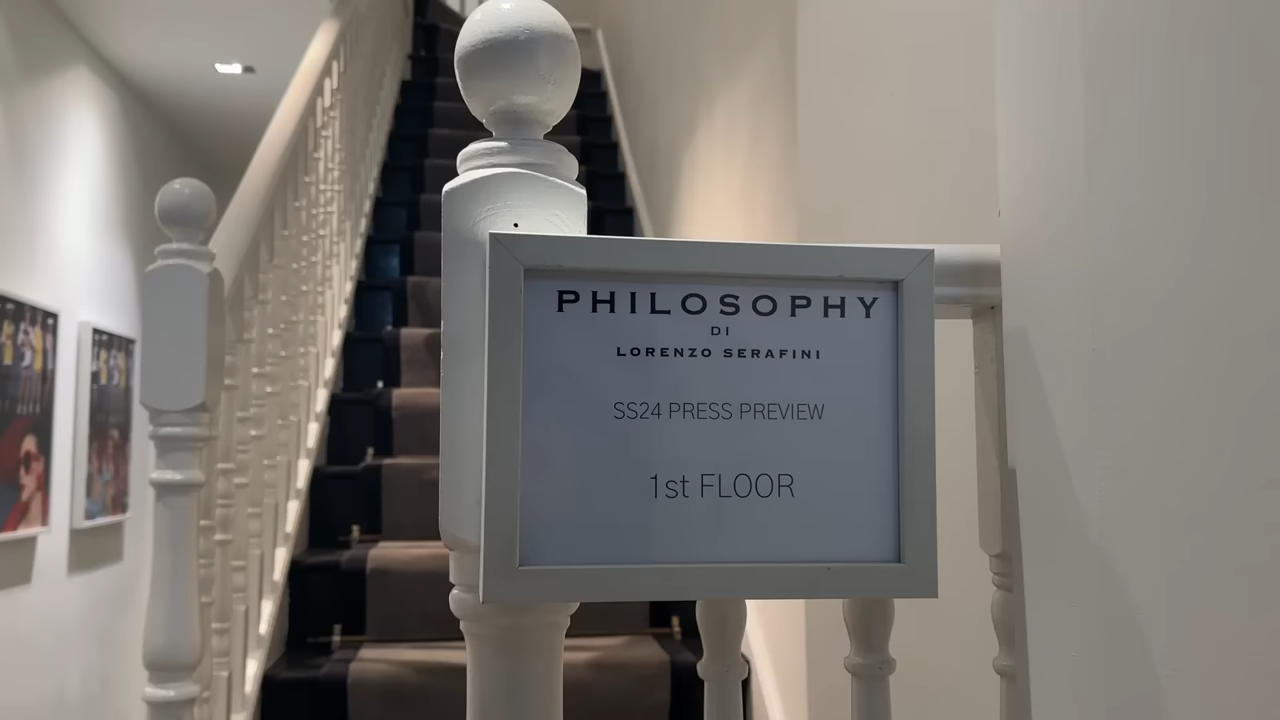 PHILOSOPHY
DI
LORENZO SERAFINI
SS24 PRESS PREVIEW
1st FLOOR